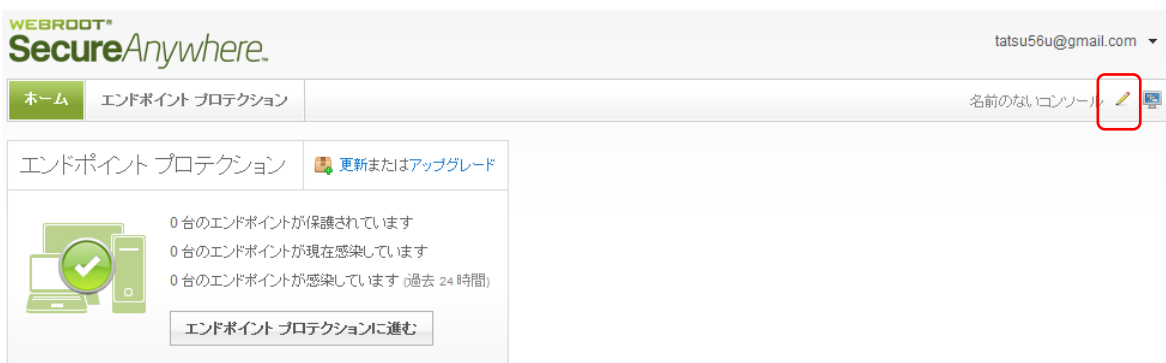 WEBROOT®
SecureAnywhere™
tatsu56u@gmail.com
ホーム
エンドポイント プロテクション
名前のないコンソール
エンドポイント プロテクション
更新またはアップグレード
0 台のエンドポイントが保護されています
0 台のエンドポイントが現在感染しています
0 台のエンドポイントが感染しています (過去 24 時間)
エンドポイント プロテクションに進む